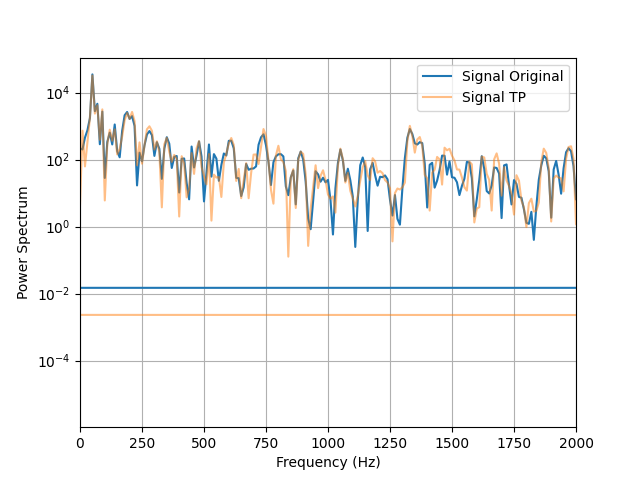 Signal Original
Signal TP
Power Spectrum
10^4
10^2
10^0
10^-2
10^-4
0 250 500 750 1000 1250 1500 1750 2000
Frequency (Hz)